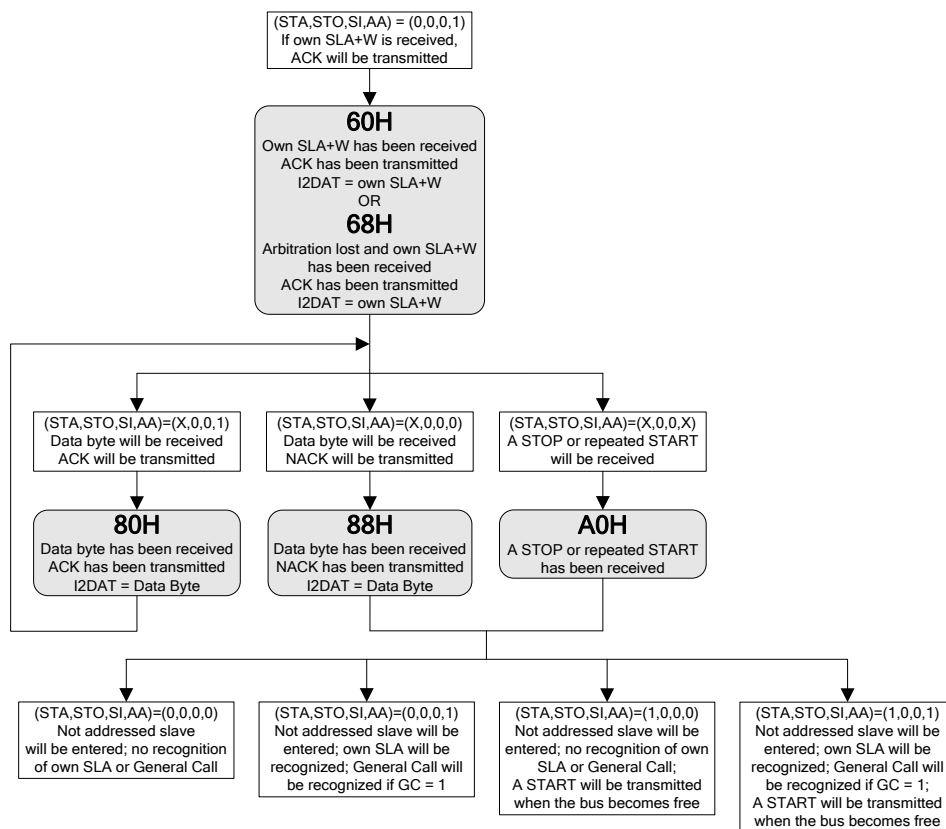 (STA,STO,SI,AA) = (0,0,0,1)
If own SLA+W is received,
ACK will be transmitted
60H
Own SLA+W has been received
ACK has been transmitted
I2DAT = own SLA+W
OR
68H
Arbitration lost and own SLA+W
has been received
ACK has been transmitted
I2DAT = own SLA+W
(STA,STO,SI,AA)=(X,0,0,1)
Data byte will be received
ACK will be transmitted
(STA,STO,SI,AA)=(X,0,0,0)
Data byte will be received
NACK will be transmitted
(STA,STO,SI,AA)=(X,0,0,X)
A STOP or repeated START
will be received
80H
Data byte has been received
ACK has been transmitted
I2DAT = Data Byte
88H
Data byte has been received
NACK has been transmitted
I2DAT = Data Byte
A0H
A STOP or repeated START
has been received
(STA,STO,SI,AA)=(0,0,0,0)
Not addressed slave
will be entered; no recognition
of own SLA or General Call
(STA,STO,SI,AA)=(0,0,0,1)
Not addressed slave will be
entered; own SLA will be
recognized; General Call will
be recognized if GC = 1
(STA,STO,SI,AA)=(1,0,0,0)
Not addressed slave will be
entered; no recognition of own
SLA or General Call;
A START will be transmitted
when the bus becomes free
(STA,STO,SI,AA)=(1,0,0,1)
Not addressed slave will be
entered; own SLA will be
recognized; General Call will
be recognized if GC = 1;
A START will be transmitted
when the bus becomes free